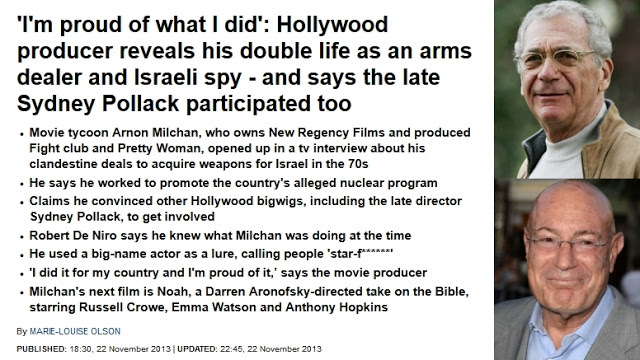 'I'm proud of what I did': Hollywood
producer reveals his double life as an arms
dealer and Israeli spy - and says the late
Sydney Pollack participated too
• Movie tycoon Arnon Milchan, who owns New Regency Films and produced
Fight club and Pretty Woman, opened up in a tv interview about his
clandestine deals to acquire weapons for Israel in the 70s
• He says he worked to promote the country's alleged nuclear program
• Claims he convinced other Hollywood bigwigs, including the late director
Sydney Pollack, to get involved
• Robert De Niro says he knew what Milchan was doing at the time
• He used a big-name actor as a lure, calling people 'star-f******'
• 'I did it for my country and I'm proud of it,' says the movie producer
• Milchan's next film is Noah, a Darren Aronofsky-directed take on the Bible,
starring Russell Crowe, Emma Watson and Anthony Hopkins
By MARIE-LOUISE OLSON
PUBLISHED: 18:30, 22 November 2013 | UPDATED: 22:45, 22 November 2013